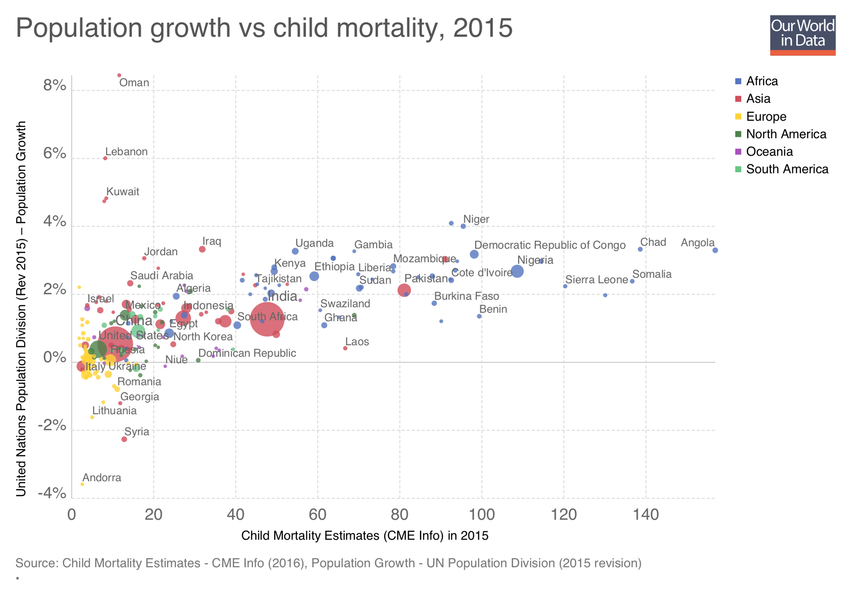 Population growth vs child mortality, 2015
Our World
in Data
United Nations Population Division (Rev 2015) – Population Growth
8%
6%
4%
2%
0%
-2%
-4%
Oman
Lebanon
Kuwait
Niger
Jordan
Iraq
Uganda
Gambia
Democratic Republic of Congo
Chad
Angola
Kenya
Ethiopia
Liberia
Mozambique
Nigeria
Saudi Arabia
Algeria
Tajikistan
Sudan
Pakistan
Cote d'Ivoire
Sierra Leone
Somalia
Israel
Mexico
Indonesia
India
Swaziland
Burkina Faso
China
Egypt
South Africa
Ghana
Benin
United States
North Korea
Laos
Russia
Niue
Dominican Republic
Italy
Ukraine
Romania
Georgia
Lithuania
Syria
Andorra
0
20
40
60
80
100
120
140
Child Mortality Estimates (CME Info) in 2015
Africa
Asia
Europe
North America
Oceania
South America
Source: Child Mortality Estimates - CME Info (2016), Population Growth - UN Population Division (2015 revision)
•